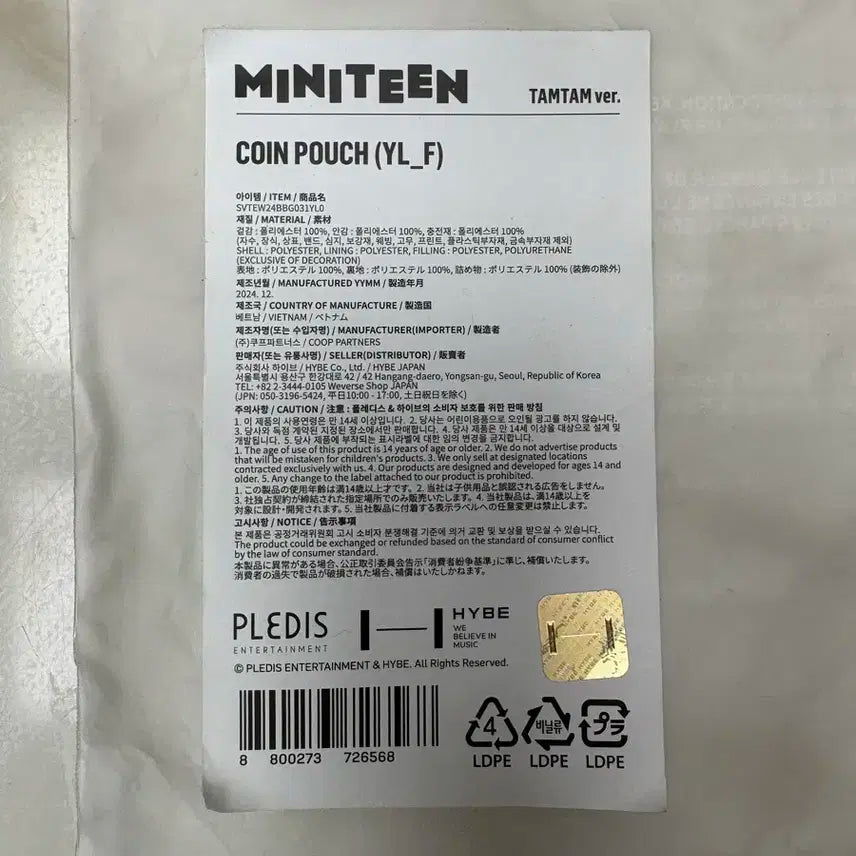 MINITEEN
TAMTAM ver.
COIN POUCH (YL_F)
아이템 / ITEM / 商品名
SVTEW24BBG031YL0
재질 / MATERIAL / 素材
겉감 : 폴리에스터 100%, 안감 : 폴리에스터 100%, 충전재 : 폴리에스터 100%
(자수, 장식, 상표, 밴드, 심지, 보강재, 웨빙, 고무, 프린트, 플라스틱부자재, 금속부자재 제외)
SHELL : POLYESTER, LINING : POLYESTER, FILLING : POLYESTER, POLYURETHANE
(EXCLUSIVE OF DECORATION)
表地 : ポリエステル 100%, 裏地 : ポリエステル 100%, 詰め物 : ポリエステル 100% (装飾の除外)
제조년월 / MANUFACTURED YYMM / 製造年月
2024. 12.
제조국 / COUNTRY OF MANUFACTURE / 製造国
베트남 / VIETNAM / ベトナム
제조자명(또는 수입자명) / MANUFACTURER(IMPORTER) / 製造者
(주)쿠프파트너스 / COOP PARTNERS
판매자(또는 유통사명) / SELLER(DISTRIBUTOR) / 販賣者
주식회사 하이브 / HYBE Co., Ltd. / HYBE JAPAN
서울특별시 용산구 한강대로 42 / 42 Hangang-daero, Yongsan-gu, Seoul, Republic of Korea
TEL: +82 2-3444-0105 Weverse Shop JAPAN
(JPN: 050-3196-5424, 平日10:00 - 17:00, 土日祝日を除く)
주의사항 / CAUTION / 注意 : 플레디스 & 하이브의 소비자 보호를 위한 판매 방침
1. 이 제품의 사용연령은 만 14세 이상입니다. 2. 당사는 어린이용품으로 오인될 광고를 하지 않습니다.
3. 당사와 독점 계약된 지정된 장소에서만 판매합니다. 4. 당사 제품은 만 14세 이상을 대상으로 설계 및
개발됩니다. 5. 당사 제품에 부착되는 표시라벨에 대한 임의 변경을 금지합니다.
1. The age of use of this product is 14 years of age or older. 2. We do not advertise products
that will be mistaken for children's products. 3. We only sell at designated locations
contracted exclusively with us. 4. Our products are designed and developed for ages 14 and
older. 5. Any change to the label attached to our product is prohibited.
1. この製品の使用年齢は満14歳以上才です。2. 当社は子供用品と誤認される広告をしません。
3. 社独占契約が締結された指定場所でのみ販売いたします。4. 当社製品は、満14歳以上を
対象に設計・開発されます。5. 当社製品に付着する表示ラベルへの任意変更は禁止します。
고시사항 / NOTICE / 告示事項
본 제품은 공정거래위원회 고시 소비자 분쟁해결 기준에 의거 교환 및 보상을 받으실 수 있습니다.
The product could be exchanged or refunded based on the standard of consumer conflict
by the law of consumer standard.
本製品に異常がある場合、公正取引委員会告示「消費者紛争基準」に準じ、補償いたします。
消費者の過失で製品が破損された場合、補償はいたしかねます。
PLEDIS
ENTERTAINMENT
HYBE
WE
BELIEVE IN
MUSIC
© PLEDIS ENTERTAINMENT & HYBE. All Rights Reserved.
8 800273 726568
4
LDPE
비닐류
LDPE
プラ
LDPE